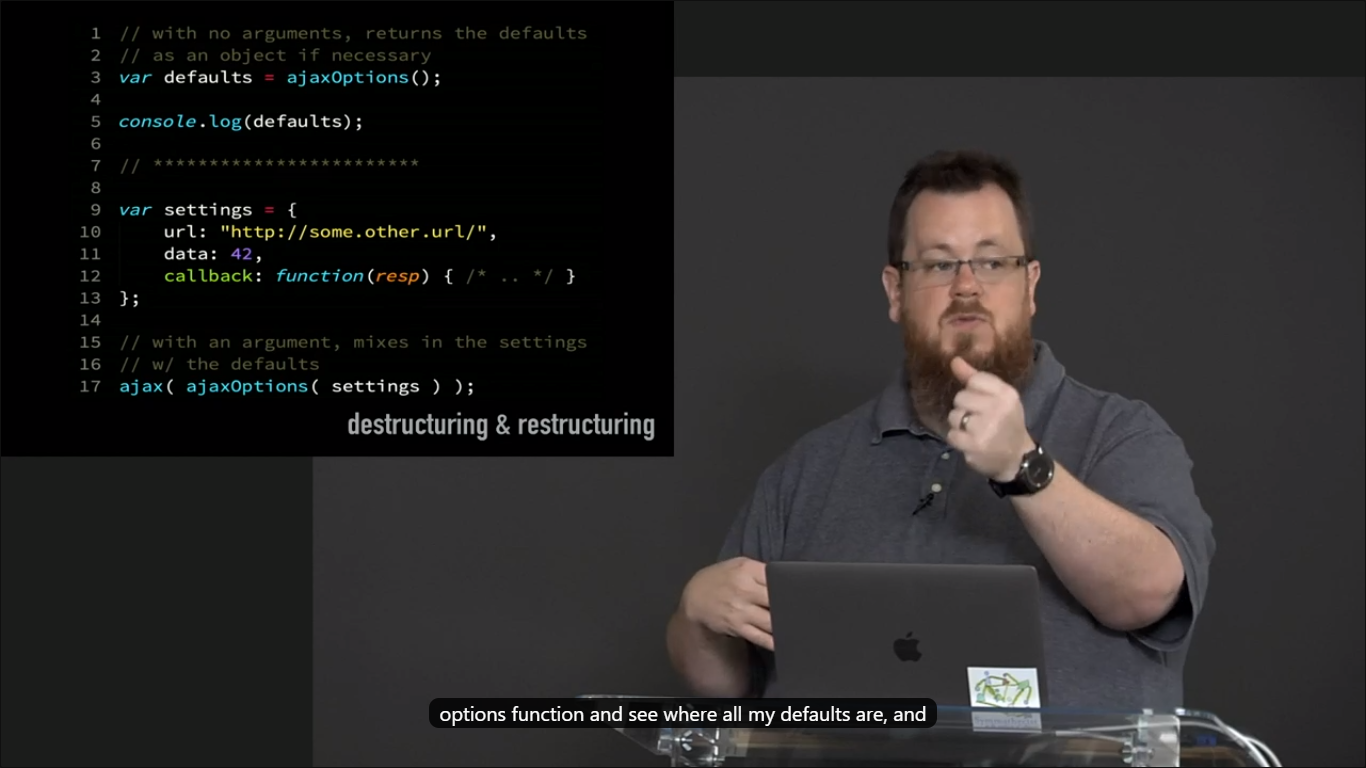 1 // with no arguments, returns the defaults
2 // as an object if necessary
3 var defaults = ajaxOptions();
4
5 console.log(defaults);
6
7 // ************************
8
9 var settings = {
10 url: "http://some.other.url/",
11 data: 42,
12 callback: function(resp) { /* .. */ }
13 };
14
15 // with an argument, mixes in the settings
16 // w/ the defaults
17 ajax( ajaxOptions( settings ) );
destructuring & restructuring
options function and see where all my defaults are, and